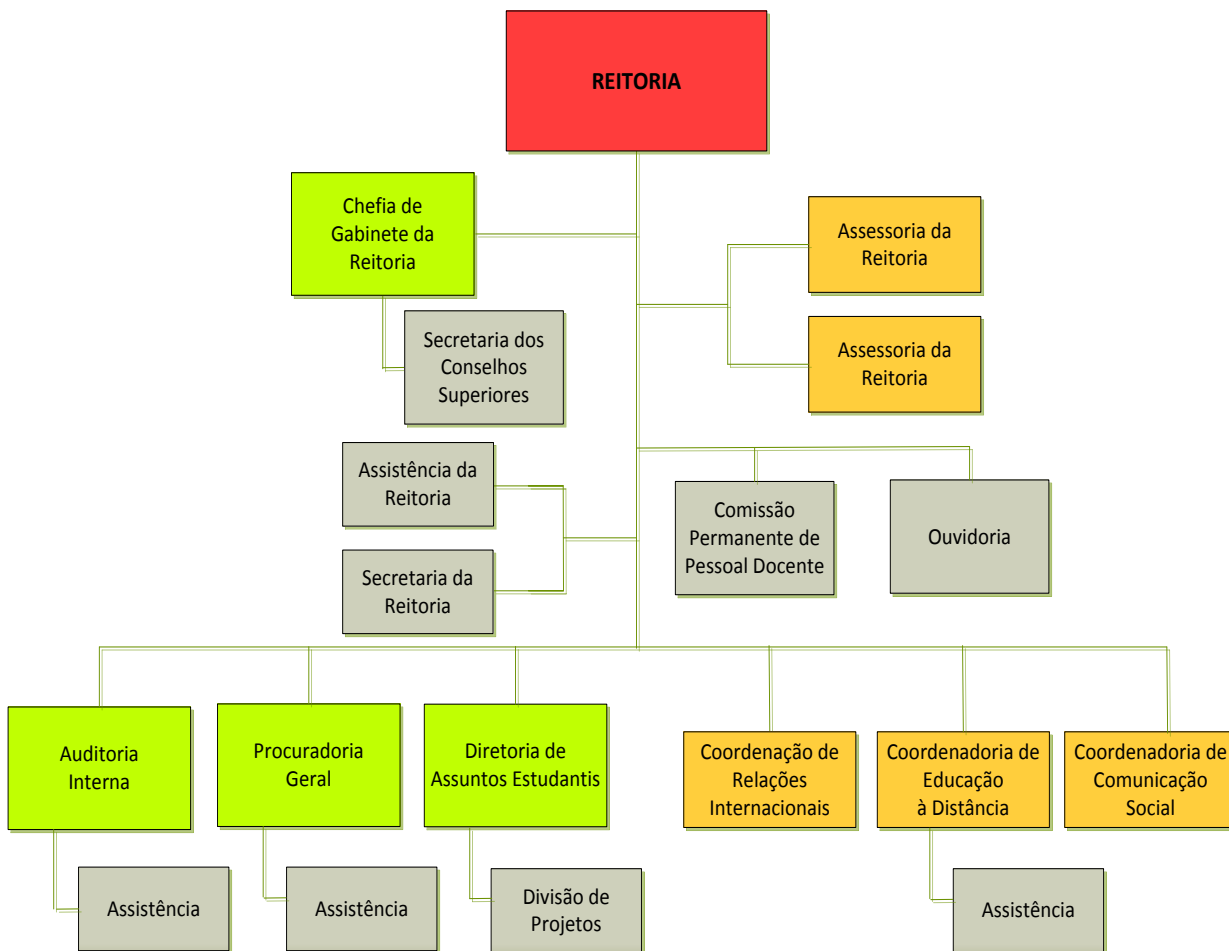 REITORIA
Chefia de
Gabinete da
Reitoria
Assessoria da
Reitoria
Secretaria dos
Conselhos
Superiores
Assessoria da
Reitoria
Assistência da
Reitoria
Comissão
Permanente de
Pessoal Docente
Ouvidoria
Secretaria da
Reitoria
Auditoria
Interna
Procuradoria
Geral
Diretoria de
Assuntos Estudantis
Coordenação de
Relações
Internacionais
Coordenadoria de
Educação
à Distância
Coordenadoria de
Comunicação
Social
Assistência
Assistência
Divisão de
Projetos
Assistência